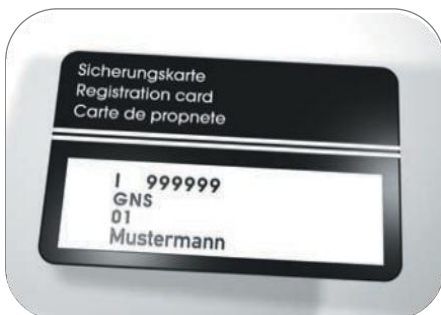 Sicherungskarte
Registration card
Carte de propnete
I 999999
GNS
01
Mustermann